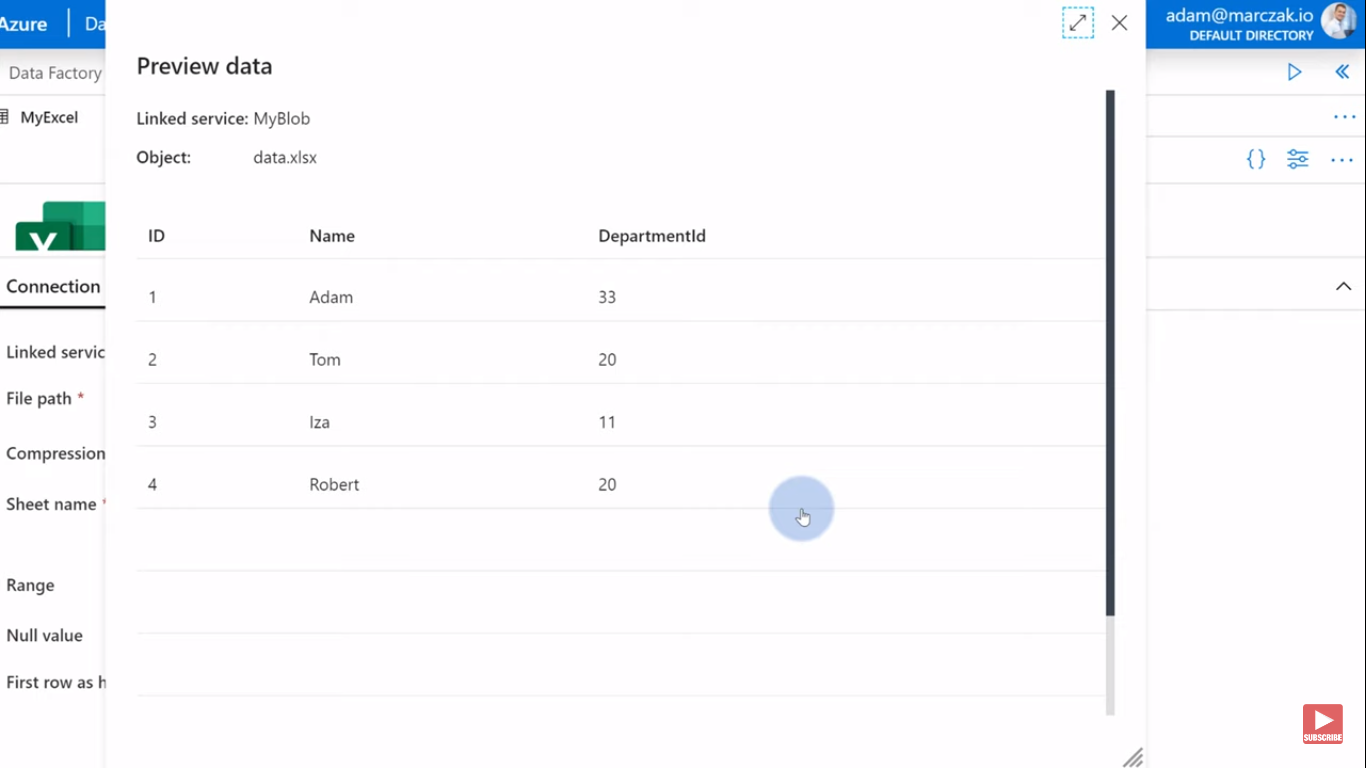 Azure | Da
adam@marczak.io
DEFAULT DIRECTORY
Data Factory
MyExcel
Preview data
Linked service: MyBlob
Object: data.xlsx
ID Name DepartmentId
1 Adam 33
2 Tom 20
3 Iza 11
4 Robert 20
Connection
Linked servic
File path *
Compression
Sheet name *
Range
Null value
First row as h
SUBSCRIBE